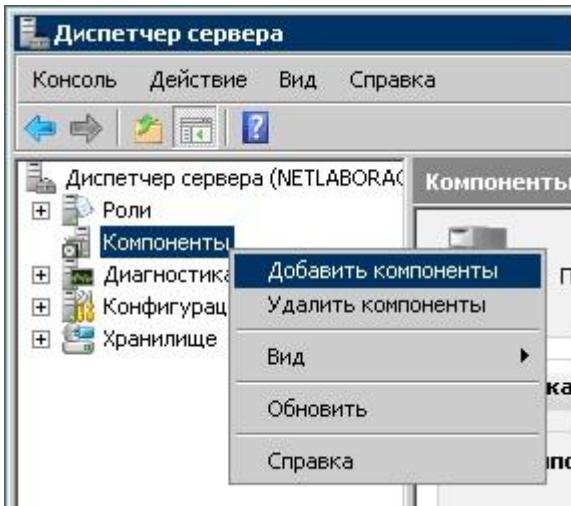 Диспетчер сервера
Консоль Действие Вид Справка
Диспетчер сервера (NETLABORAC
Компоненты
Роли
Компоненты
Диагностика
Добавить компоненты
Конфигурац
Удалить компоненты
Хранилище
Вид
Обновить
Справка